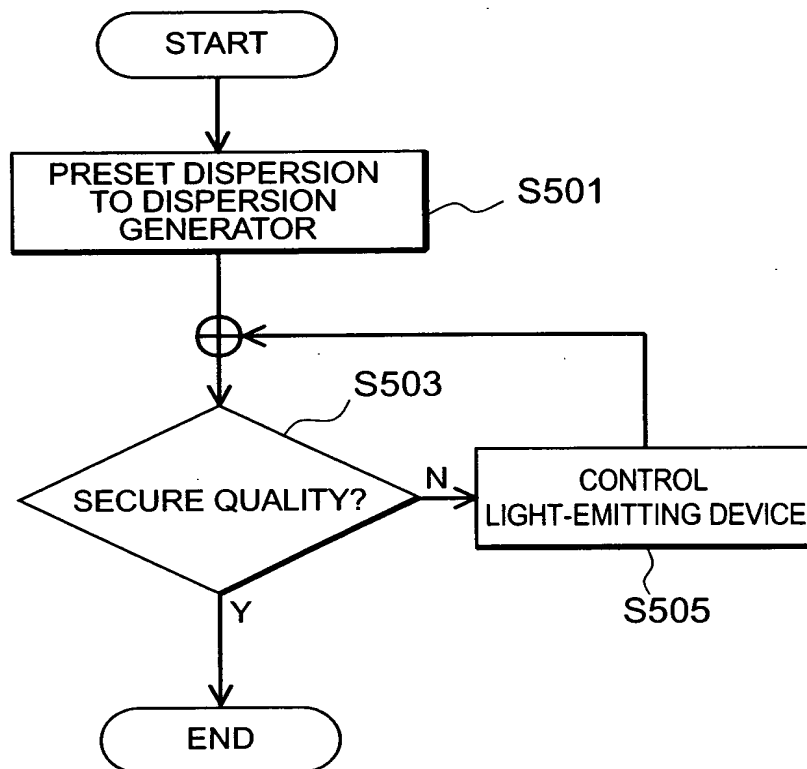 START
PRESET DISPERSION
TO DISPERSION
GENERATOR
S501
S503
SECURE QUALITY?
N
CONTROL
LIGHT-EMITTING DEVICE
S505
Y
END